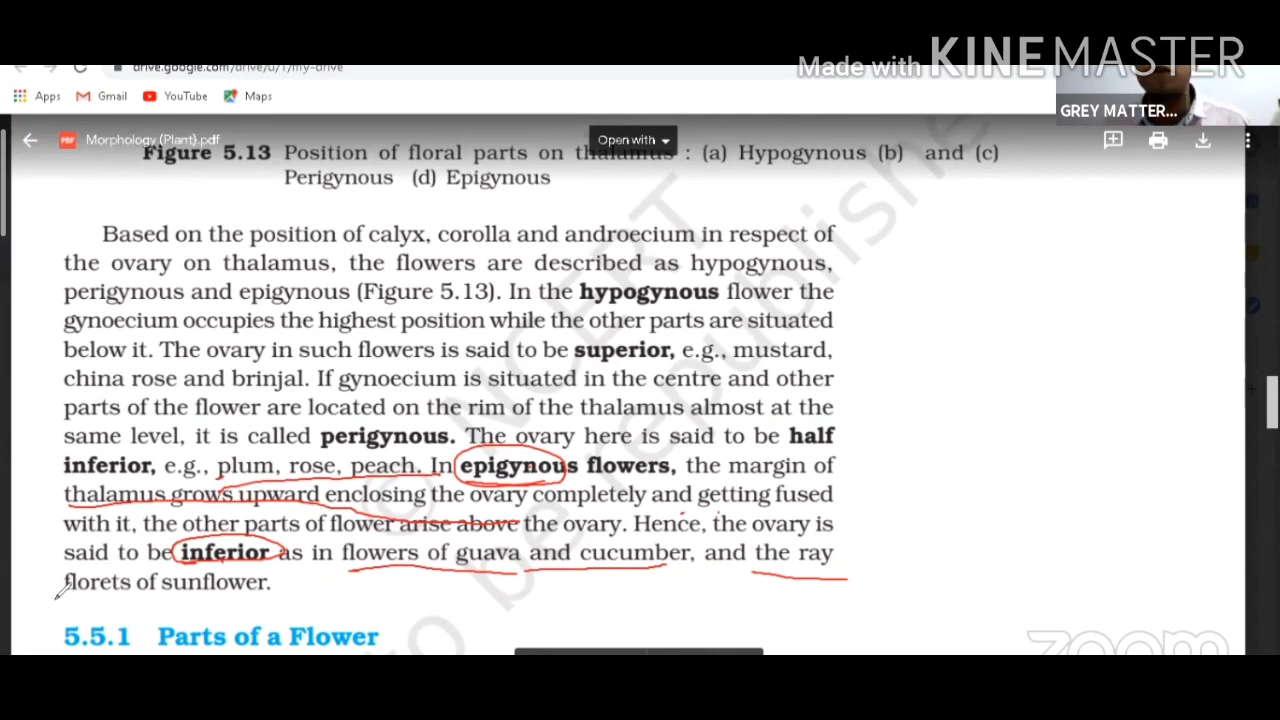 Made with KINEMASTER
drive.google.com/drive/u/1/my-drive
Apps Gmail YouTube Maps
GREY MATTER...
Morphology (Plant).pdf
Open with
Figure 5.13 Position of floral parts on thalamus : (a) Hypogynous (b) and (c)
Perigynous (d) Epigynous
Based on the position of calyx, corolla and androecium in respect of
the ovary on thalamus, the flowers are described as hypogynous,
perigynous and epigynous (Figure 5.13). In the hypogynous flower the
gynoecium occupies the highest position while the other parts are situated
below it. The ovary in such flowers is said to be superior, e.g., mustard,
china rose and brinjal. If gynoecium is situated in the centre and other
parts of the flower are located on the rim of the thalamus almost at the
same level, it is called perigynous. The ovary here is said to be half
inferior, e.g., plum, rose, peach. In epigynous flowers, the margin of
thalamus grows upward enclosing the ovary completely and getting fused
with it, the other parts of flower arise above the ovary. Hence, the ovary is
said to be inferior as in flowers of guava and cucumber, and the ray
florets of sunflower.
5.5.1 Parts of a Flower
© NCERT
to be republishe
zoom